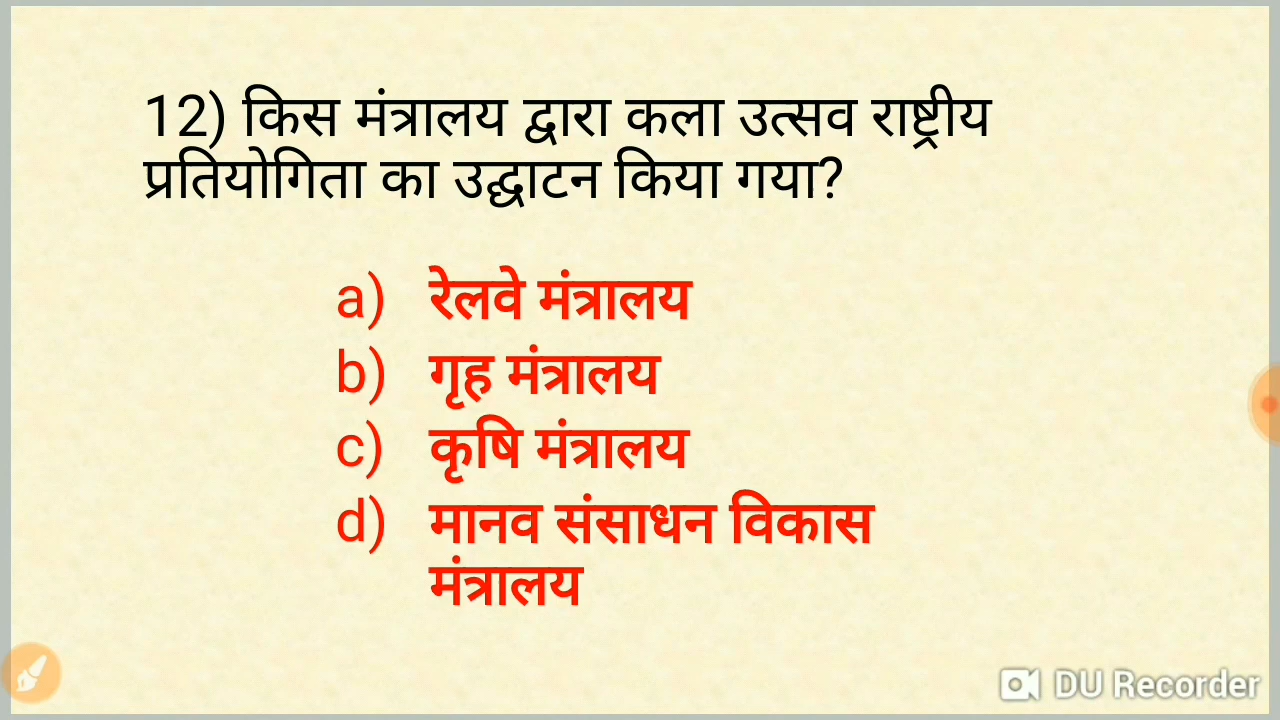 12) किस मंत्रालय द्वारा कला उत्सव राष्ट्रीय
प्रतियोगिता का उद्घाटन किया गया?
a) रेलवे मंत्रालय
b) गृह मंत्रालय
c) कृषि मंत्रालय
d) मानव संसाधन विकास
मंत्रालय
DU Recorder